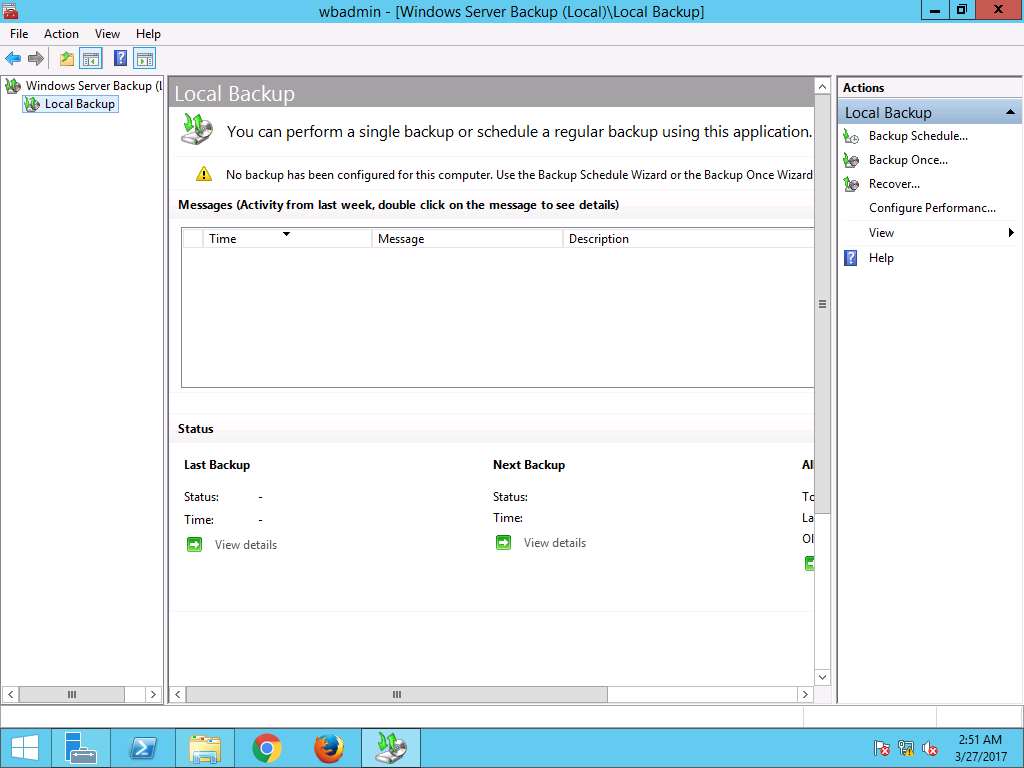 wbadmin - [Windows Server Backup (Local)\Local Backup]
File Action View Help
Windows Server Backup (L
Local Backup
Local Backup
You can perform a single backup or schedule a regular backup using this application.
No backup has been configured for this computer. Use the Backup Schedule Wizard or the Backup Once Wizard
Messages (Activity from last week, double click on the message to see details)
Time Message Description
Status
Last Backup
Status: -
Time: -
View details
Next Backup
Status:
Time:
View details
Al
To
La
Ol
Actions
Local Backup
Backup Schedule...
Backup Once...
Recover...
Configure Performanc...
View
Help
2:51 AM
3/27/2017